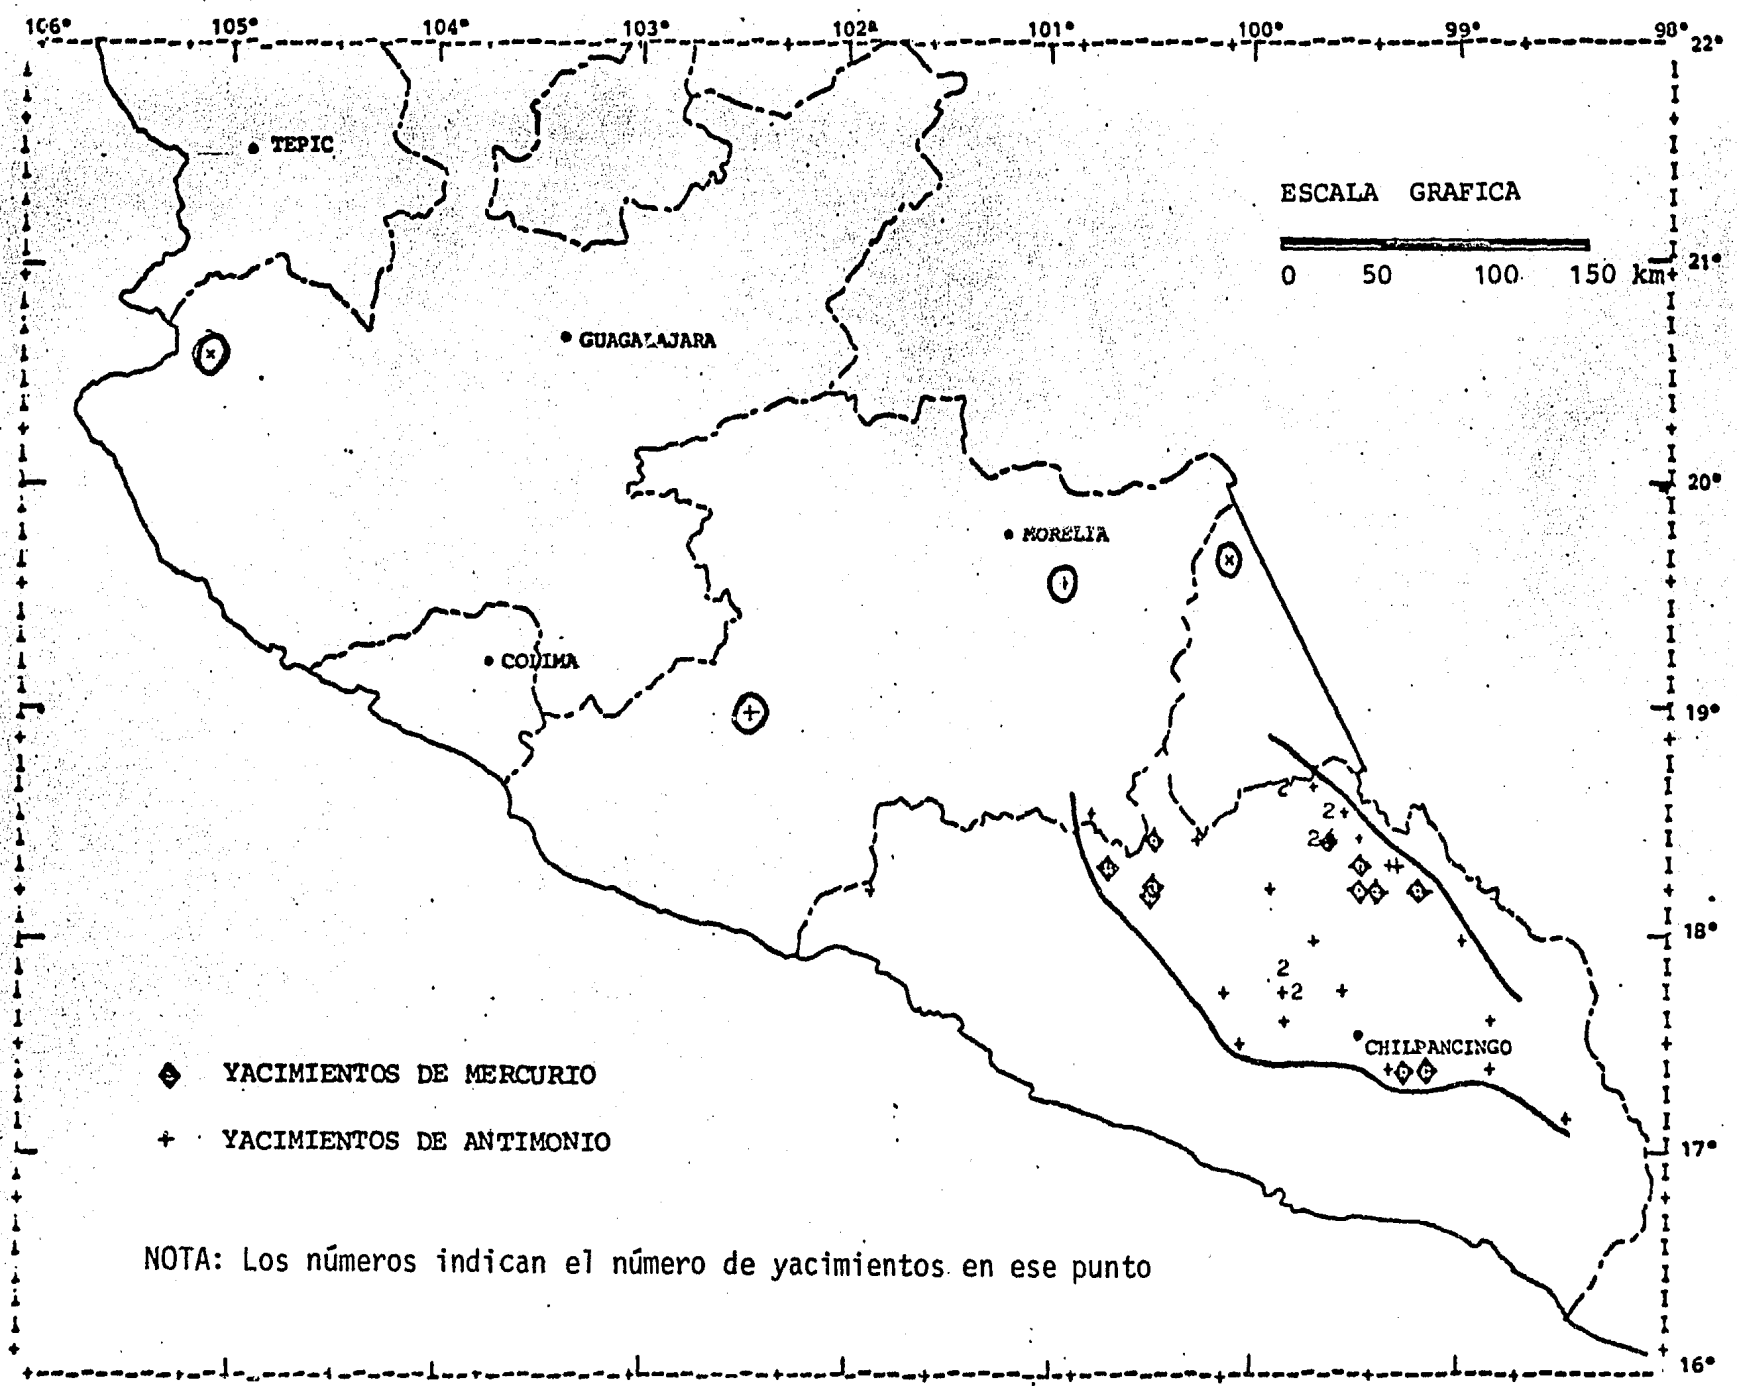 106° 105° 104° 103° 102° 101° 100° 99° 98°
22°
TEPIC
ESCALA GRAFICA
0 50 100 150 km
21°
GUAGALAJARA
20°
MORELIA
19°
COLIMA
2
2
2
18°
2
2
CHILPANCINGO
YACIMIENTOS DE MERCURIO
YACIMIENTOS DE ANTIMONIO
17°
NOTA: Los números indican el número de yacimientos en ese punto
16°